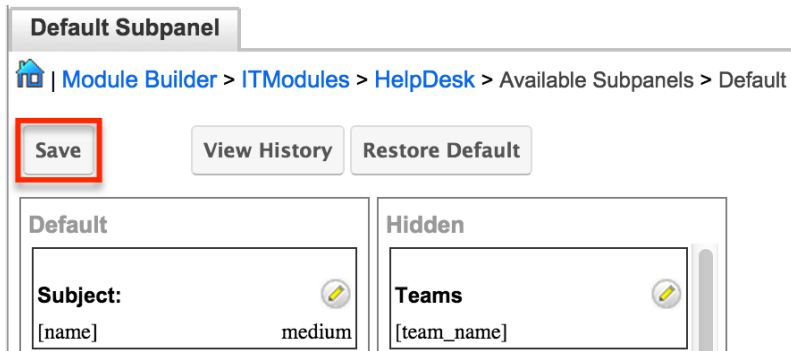 Default Subpanel
| Module Builder > ITModules > HelpDesk > Available Subpanels > Default
Save View History Restore Default
Default Hidden
Subject: Teams
[name] medium [team_name]